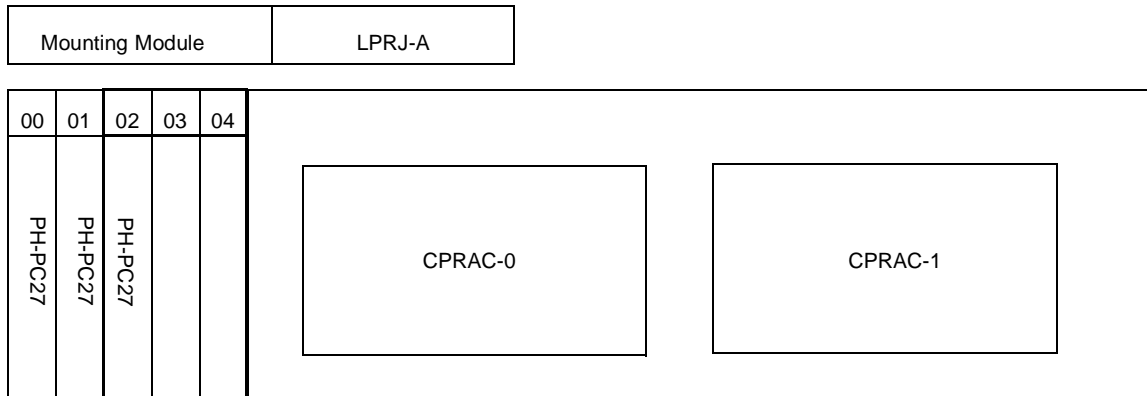 Mounting Module LPRJ-A
00 01 02 03 04
PH-PC27
PH-PC27
PH-PC27
CPRAC-0
CPRAC-1